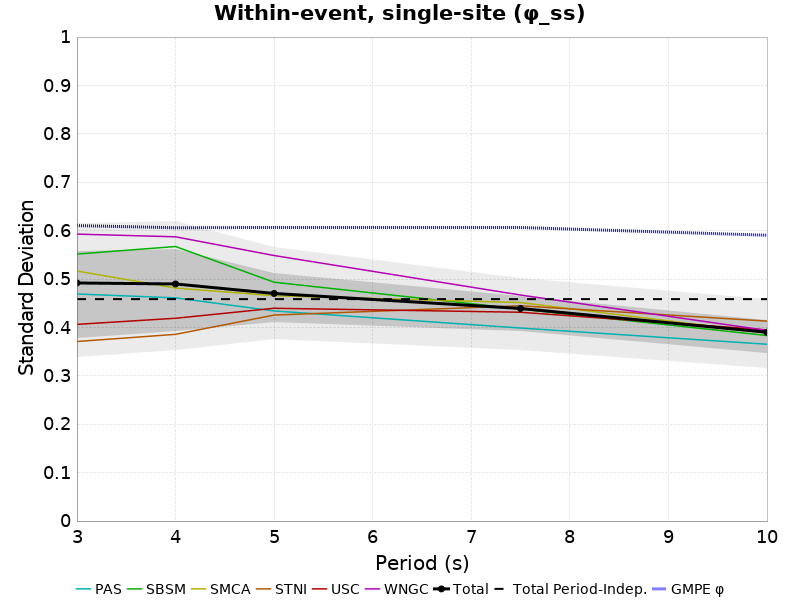 Within-event, single-site (φ_ss)
1
0.9
0.8
0.7
0.6
0.5
0.4
0.3
0.2
0.1
0
Standard Deviation
3 4 5 6 7 8 9 10
Period (s)
PAS SBSM SMCA STNI USC WNGC Total Total Period-Indep. GMPE φ